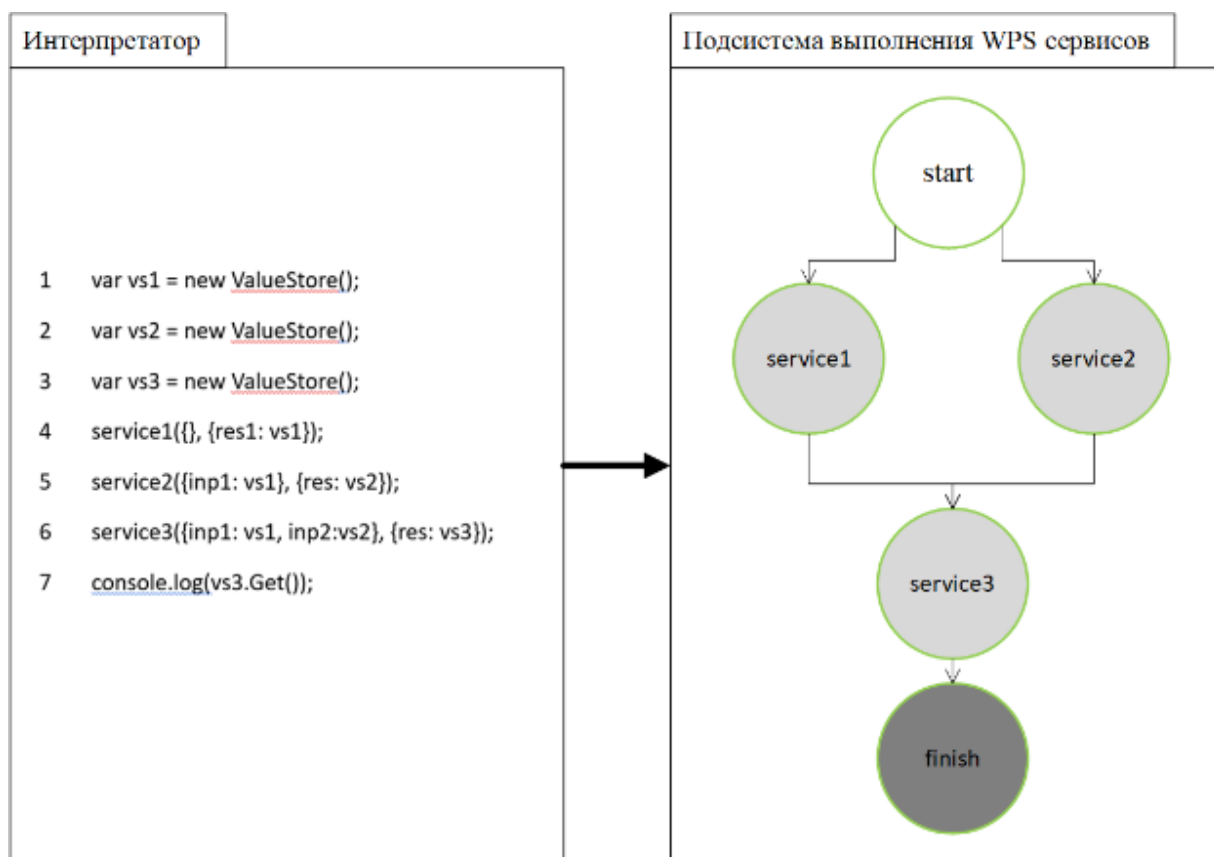 Интерпретатор
1 var vs1 = new ValueStore();
2 var vs2 = new ValueStore();
3 var vs3 = new ValueStore();
4 service1({}, {res1: vs1});
5 service2({inp1: vs1}, {res: vs2});
6 service3({inp1: vs1, inp2:vs2}, {res: vs3});
7 console.log(vs3.Get());
Подсистема выполнения WPS сервисов
start
service1
service2
service3
finish